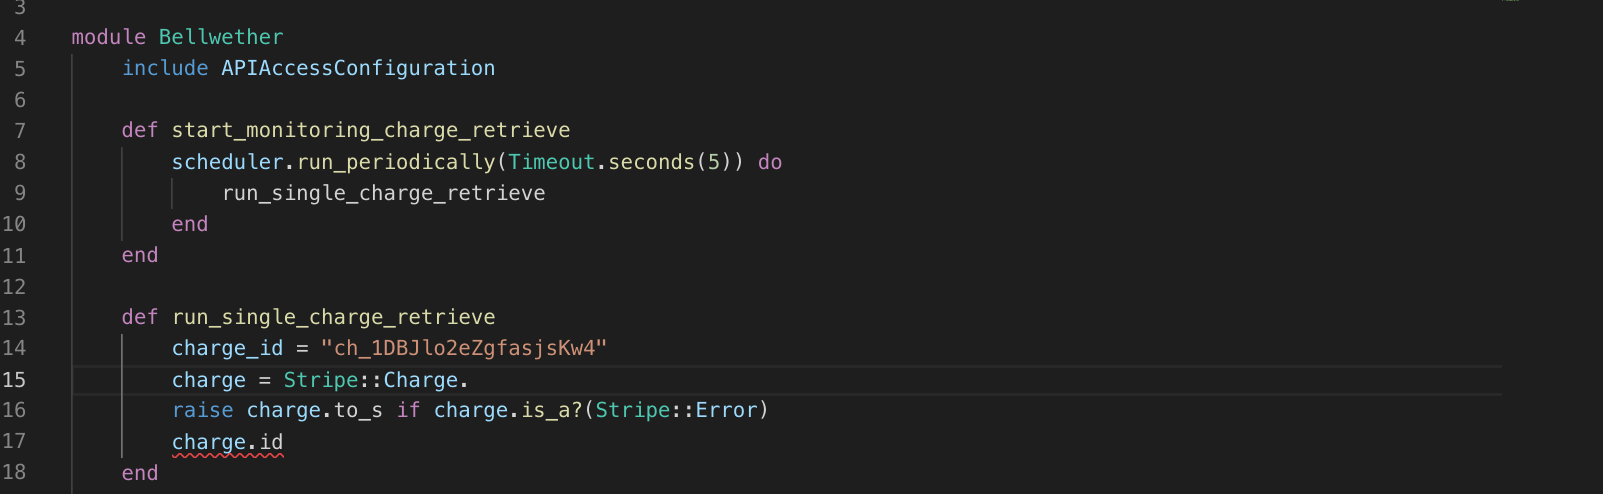 3
4 module Bellwether
5     include APIAccessConfiguration
6
7     def start_monitoring_charge_retrieve
8         scheduler.run_periodically(Timeout.seconds(5)) do
9             run_single_charge_retrieve
10         end
11     end
12
13     def run_single_charge_retrieve
14         charge_id = "ch_1DBJlo2eZgfasjsKw4"
15         charge = Stripe::Charge.
16         raise charge.to_s if charge.is_a?(Stripe::Error)
17         charge.id
18     end